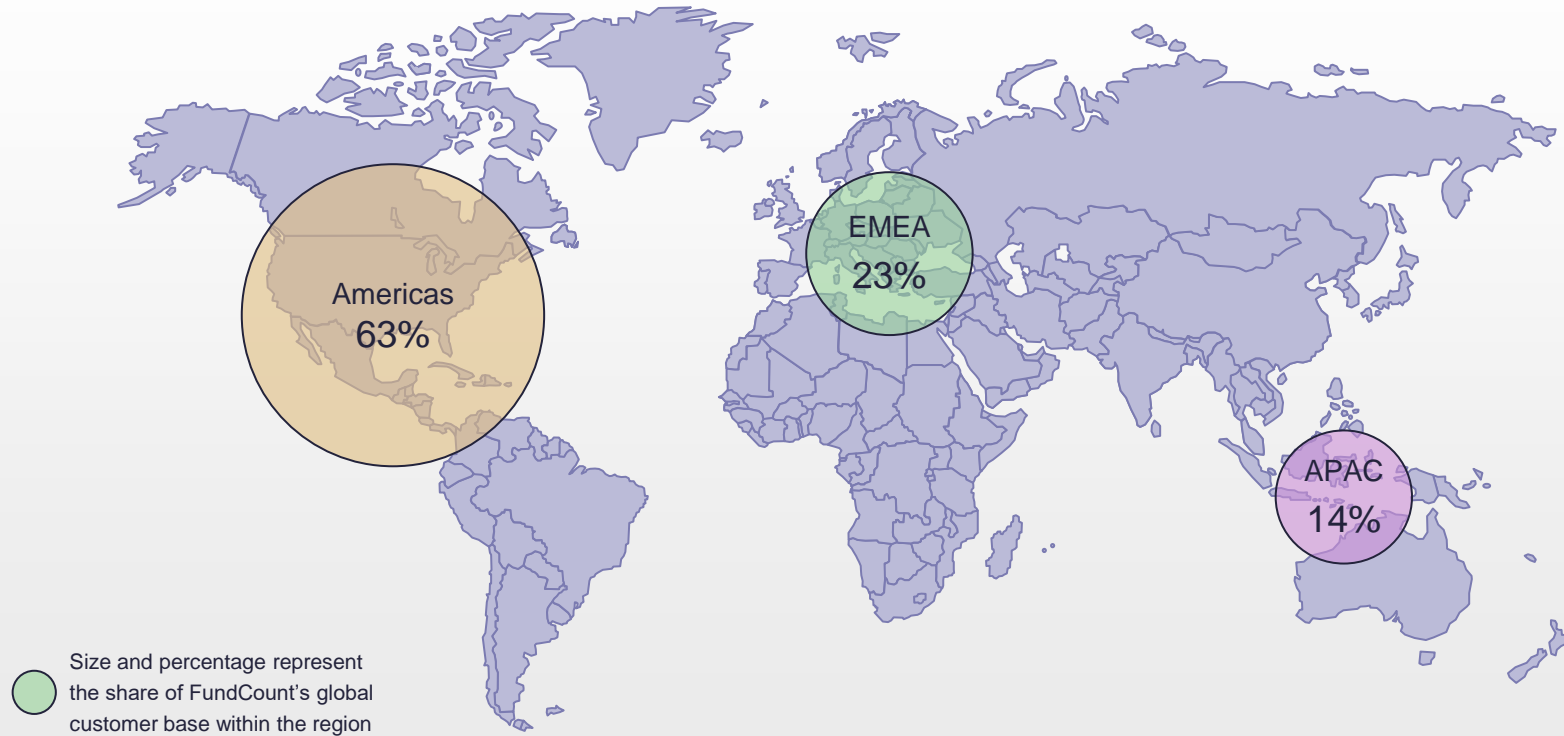 EMEA
23%
Americas
63%
APAC
14%
Size and percentage represent
the share of FundCount’s global
customer base within the region